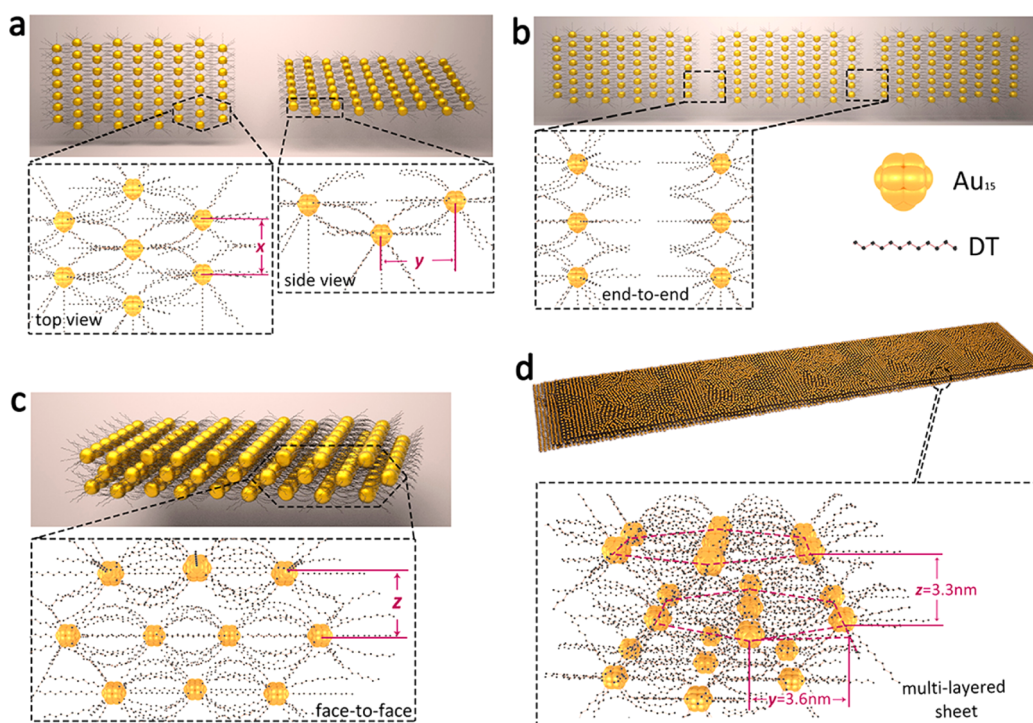 a
x
top view
y
side view
b
end-to-end
Au₁₅
DT
c
z
face-to-face
d
z=3.3nm
y=3.6nm
multi-layered
sheet